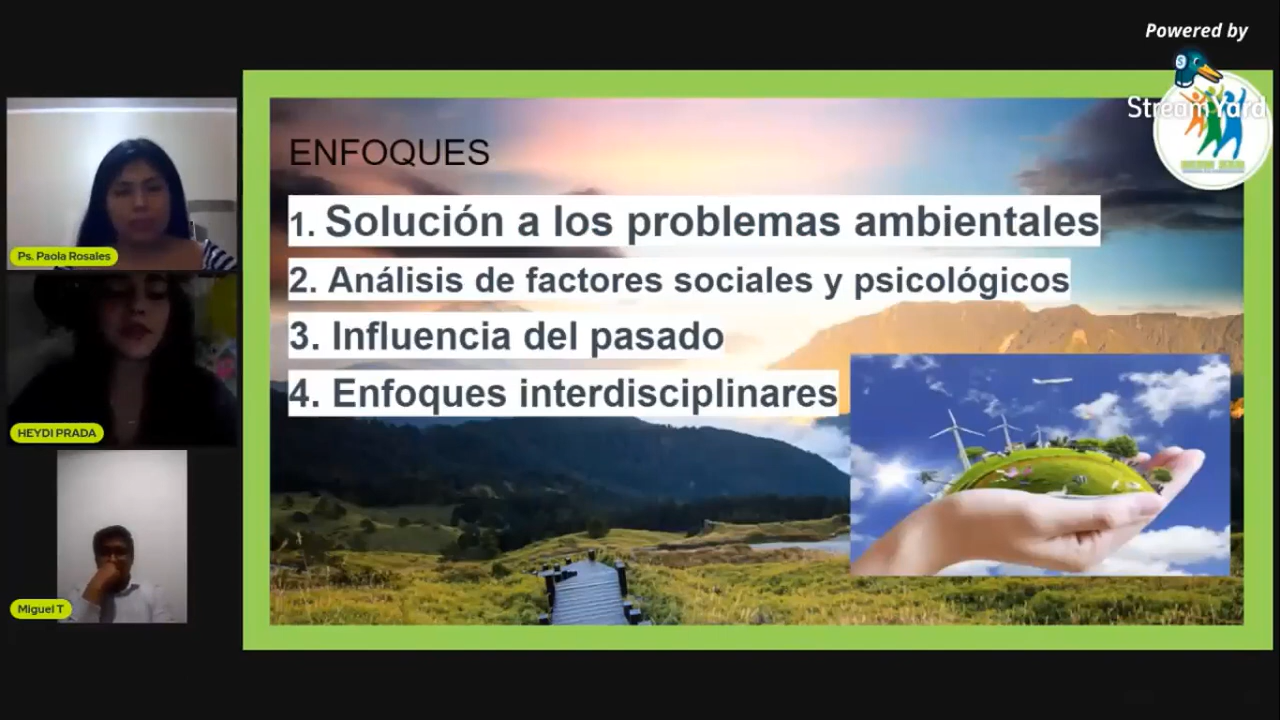 Powered by
StreamYard
ENFOQUES
1. Solución a los problemas ambientales
2. Análisis de factores sociales y psicológicos
3. Influencia del pasado
4. Enfoques interdisciplinares
Ps. Paola Rosales
HEYDI PRADA
Miguel T